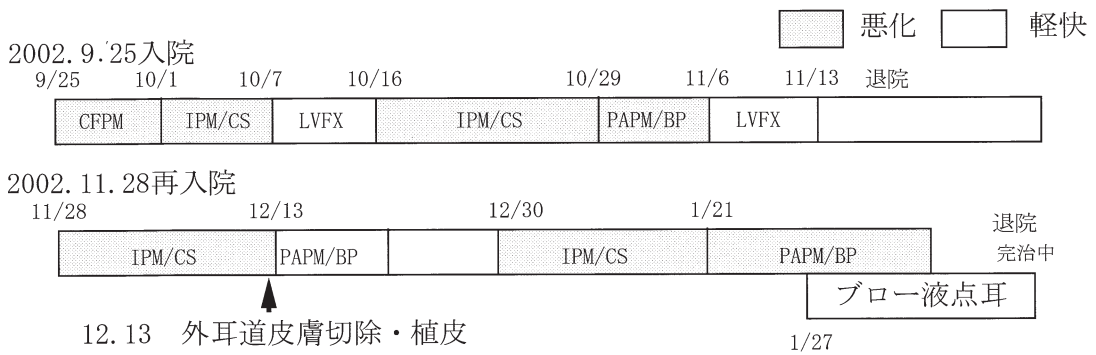 悪化 軽快
2002.9.25入院
9/25 10/1 10/7 10/16 10/29 11/6 11/13 退院
CFPM IPM/CS LVFX IPM/CS PAPM/BP LVFX
2002.11.28再入院
11/28 12/13 12/30 1/21 退院
完治中
IPM/CS PAPM/BP IPM/CS PAPM/BP
ブロー液点耳
12.13 外耳道皮膚切除・植皮
1/27